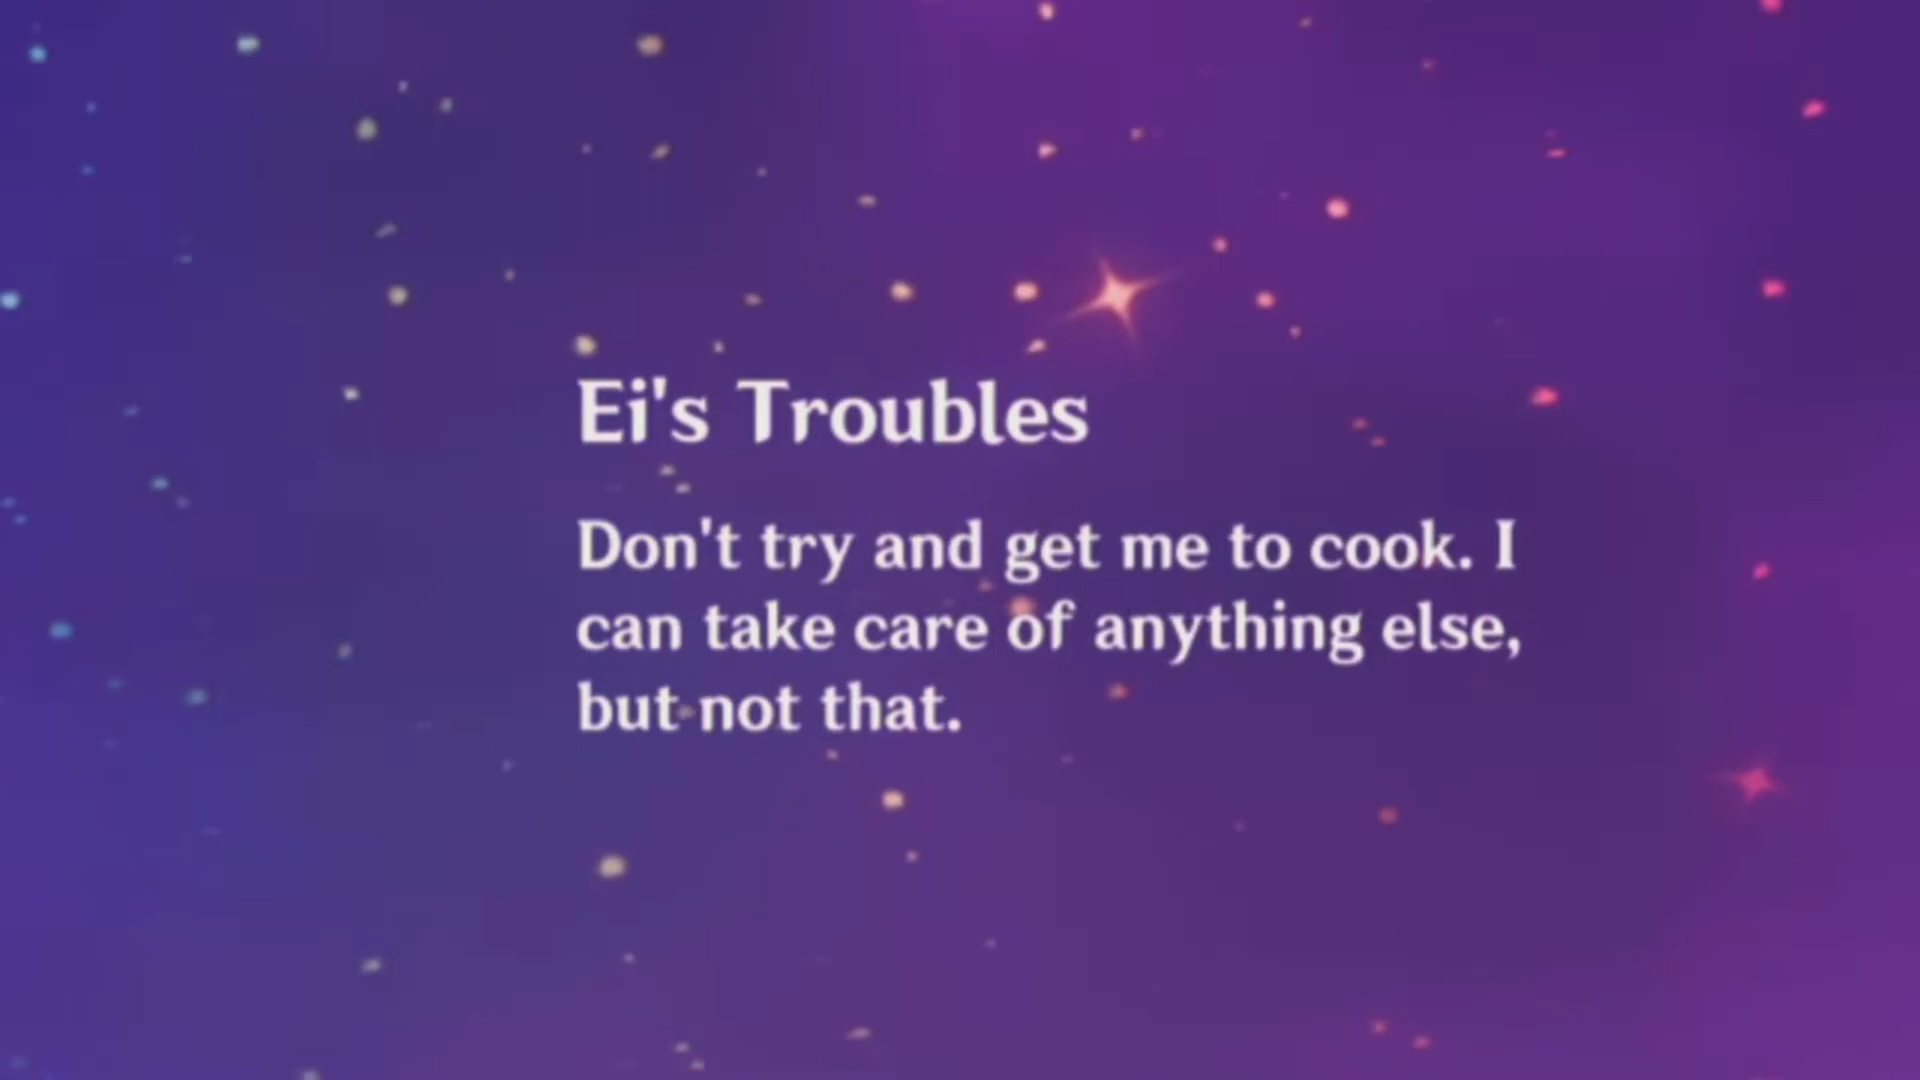 Ei's Troubles
Don't try and get me to cook. I
can take care of anything else,
but not that.